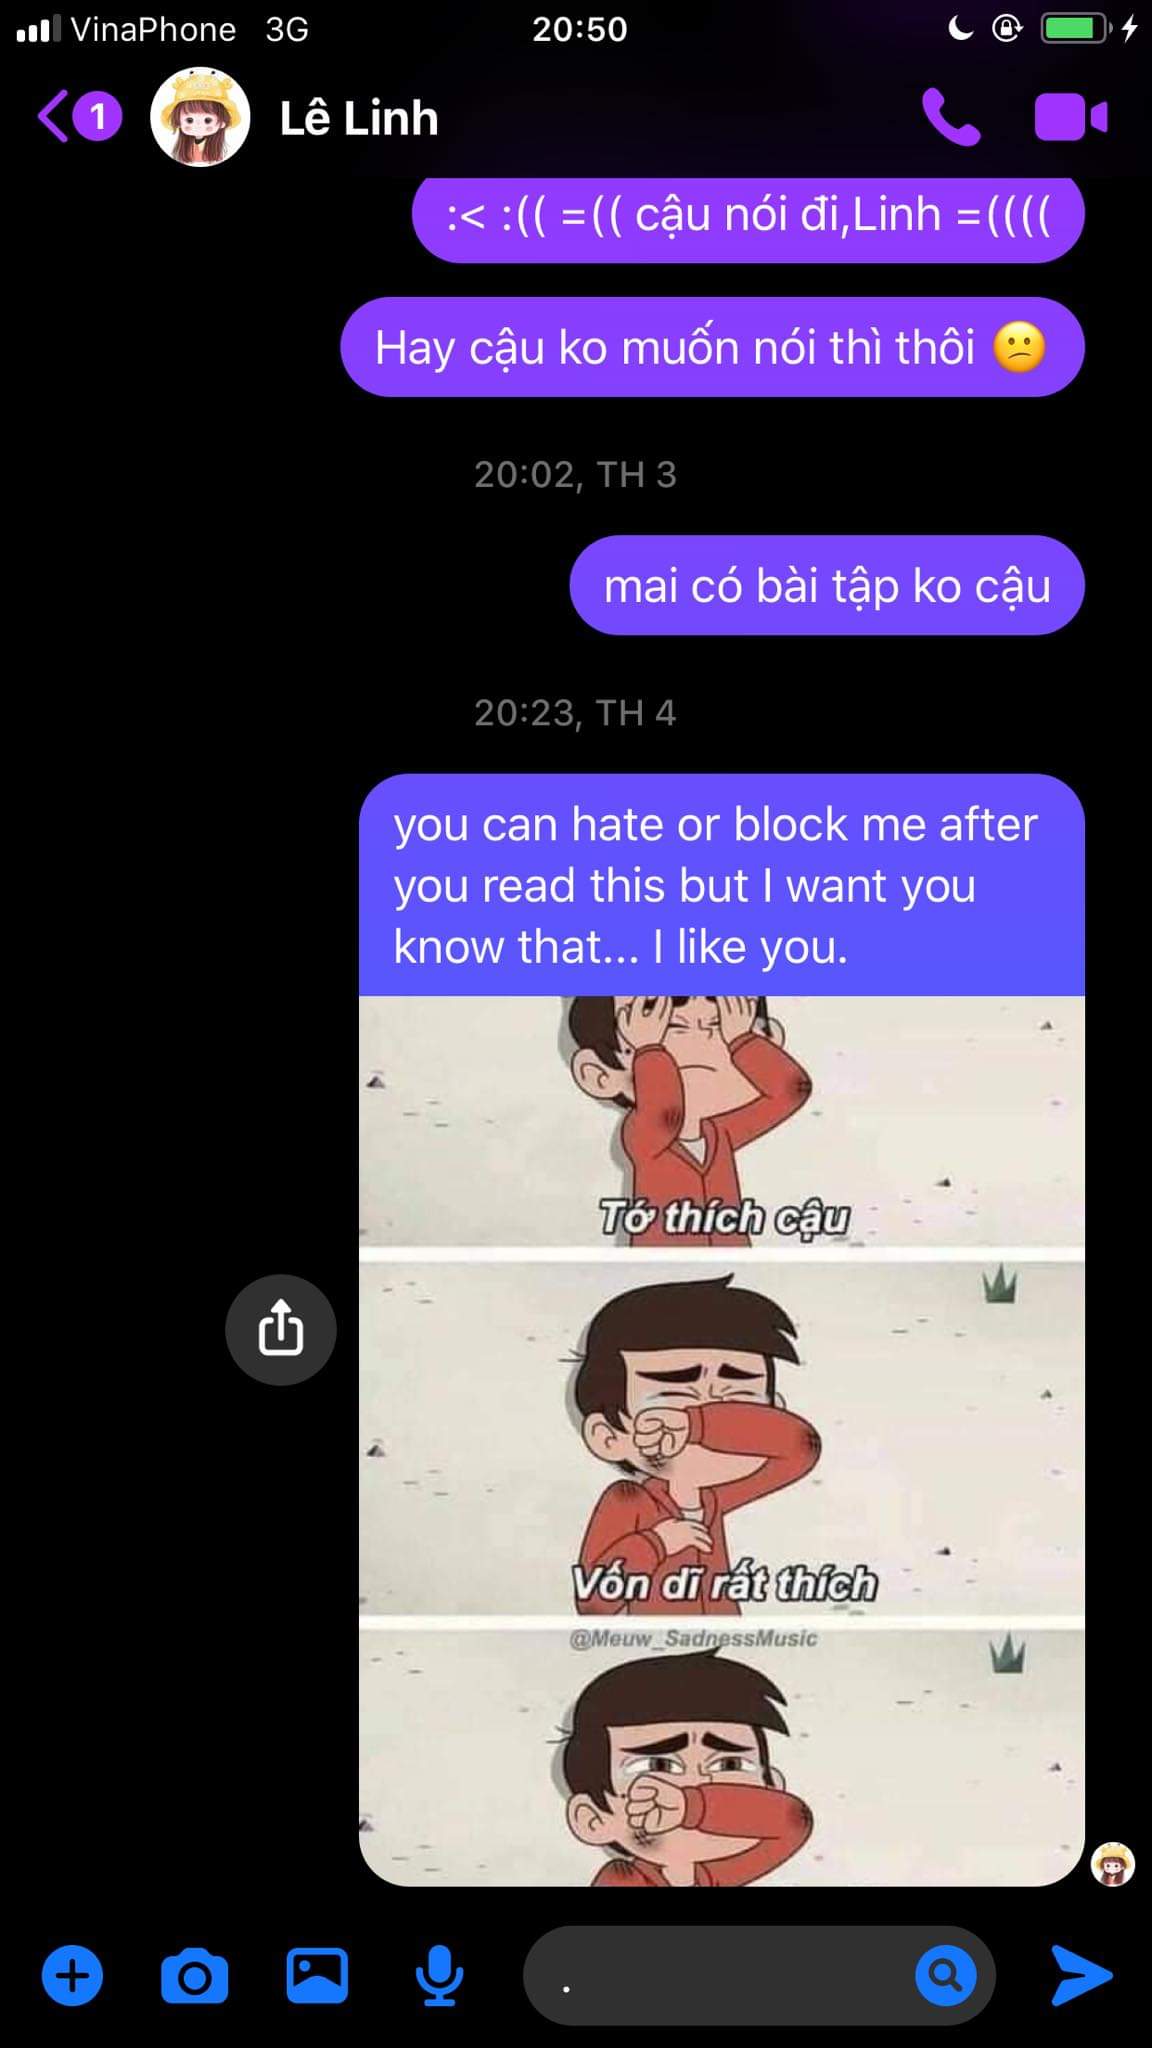 VinaPhone 3G 20:50
1 Lê Linh
:< :(( =(( cậu nói đi,Linh =((((
Hay cậu ko muốn nói thì thôi 😕
20:02, TH 3
mai có bài tập ko cậu
20:23, TH 4
you can hate or block me after
you read this but I want you
know that... I like you.
Tớ thích cậu
Vốn dĩ rất thích
@Meuw_SadnessMusic
.